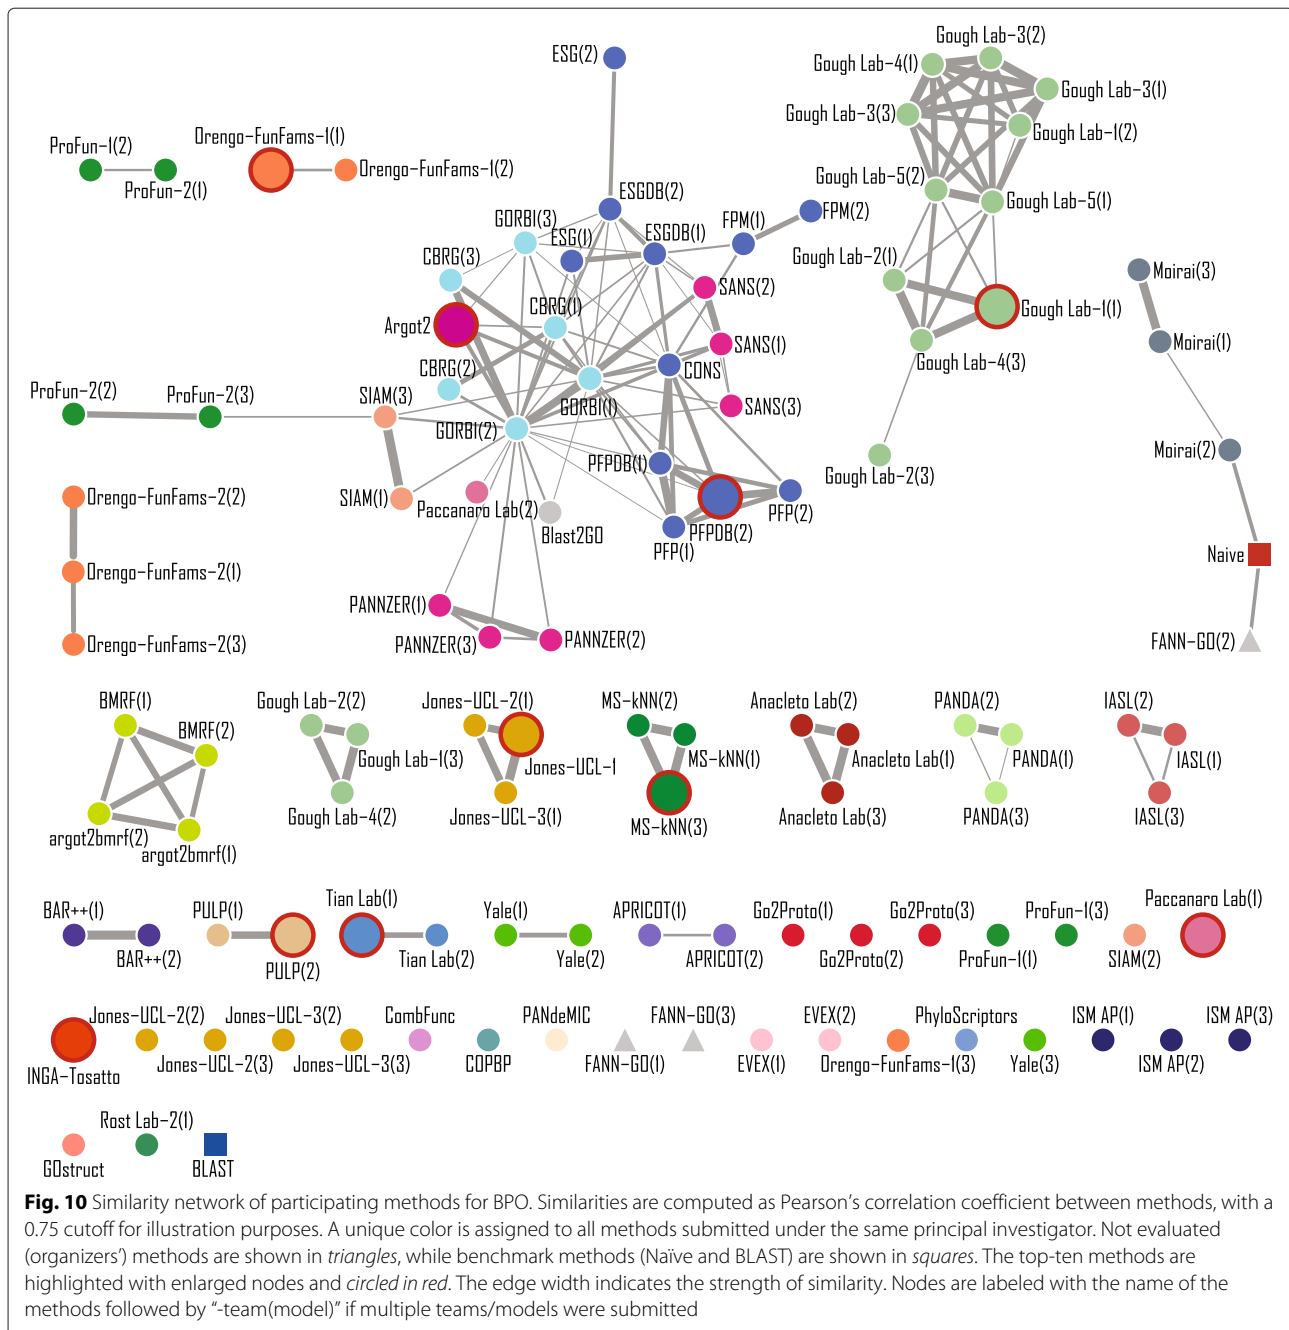 ESG(2)
Gough Lab-3(2)
Gough Lab-4(1)
Gough Lab-3(1)
Gough Lab-3(3)
Gough Lab-1(2)
ProFun-1(2)
Orengo-FunFams-1(1)
ProFun-2(1)
Orengo-FunFams-1(2)
ESGDB(2)
Gough Lab-5(2)
Gough Lab-5(1)
GORBI(3)
FPM(1)
FPM(2)
ESG(1)
ESGDB(1)
CBRG(3)
Gough Lab-2(1)
Moirai(3)
SANS(2)
CBRG(1)
Gough Lab-1(1)
Argot2
SANS(1)
Moirai(1)
CBRG(2)
CONS
Gough Lab-4(3)
ProFun-2(2)
ProFun-2(3)
SIAM(3)
GORBI(1)
SANS(3)
GORBI(2)
Moirai(2)
PFPDB(1)
Gough Lab-2(3)
Orengo-FunFams-2(2)
SIAM(1)
Paccanaro Lab(2)
Blast2GO
PFP(2)
PFPDB(2)
PFP(1)
Naive
Orengo-FunFams-2(1)
PANNZER(1)
Orengo-FunFams-2(3)
PANNZER(3)
PANNZER(2)
FANN-GO(2)
BMRF(1)
Gough Lab-2(2)
Jones-UCL-2(1)
MS-kNN(2)
Anacleto Lab(2)
PANDA(2)
IASL(2)
BMRF(2)
Gough Lab-1(3)
Jones-UCL-1
MS-kNN(1)
Anacleto Lab(1)
PANDA(1)
IASL(1)
argot2bmrf(2)
argot2bmrf(1)
Gough Lab-4(2)
Jones-UCL-3(1)
MS-kNN(3)
Anacleto Lab(3)
PANDA(3)
IASL(3)
BAR++(1)
PULP(1)
Tian Lab(1)
Yale(1)
APRICOT(1)
Go2Proto(1)
Go2Proto(3)
ProFun-1(3)
Paccanaro Lab(1)
BAR++(2)
PULP(2)
Tian Lab(2)
Yale(2)
APRICOT(2)
Go2Proto(2)
ProFun-1(1)
SIAM(2)
Jones-UCL-2(2)
Jones-UCL-3(2)
CombFunc
PANdeMIC
FANN-GO(3)
EVEX(2)
PhyloScriptors
ISM AP(1)
ISM AP(3)
INGA-Tosatto
Jones-UCL-2(3)
Jones-UCL-3(3)
COPBP
FANN-GO(1)
EVEX(1)
Orengo-FunFams-1(3)
Yale(3)
ISM AP(2)
Rost Lab-2(1)
GOstruct
BLAST
Fig. 10 Similarity network of participating methods for BPO. Similarities are computed as Pearson's correlation coefficient between methods, with a
0.75 cutoff for illustration purposes. A unique color is assigned to all methods submitted under the same principal investigator. Not evaluated
(organizers') methods are shown in triangles, while benchmark methods (Naïve and BLAST) are shown in squares. The top-ten methods are
highlighted with enlarged nodes and circled in red. The edge width indicates the strength of similarity. Nodes are labeled with the name of the
methods followed by "-team(model)" if multiple teams/models were submitted